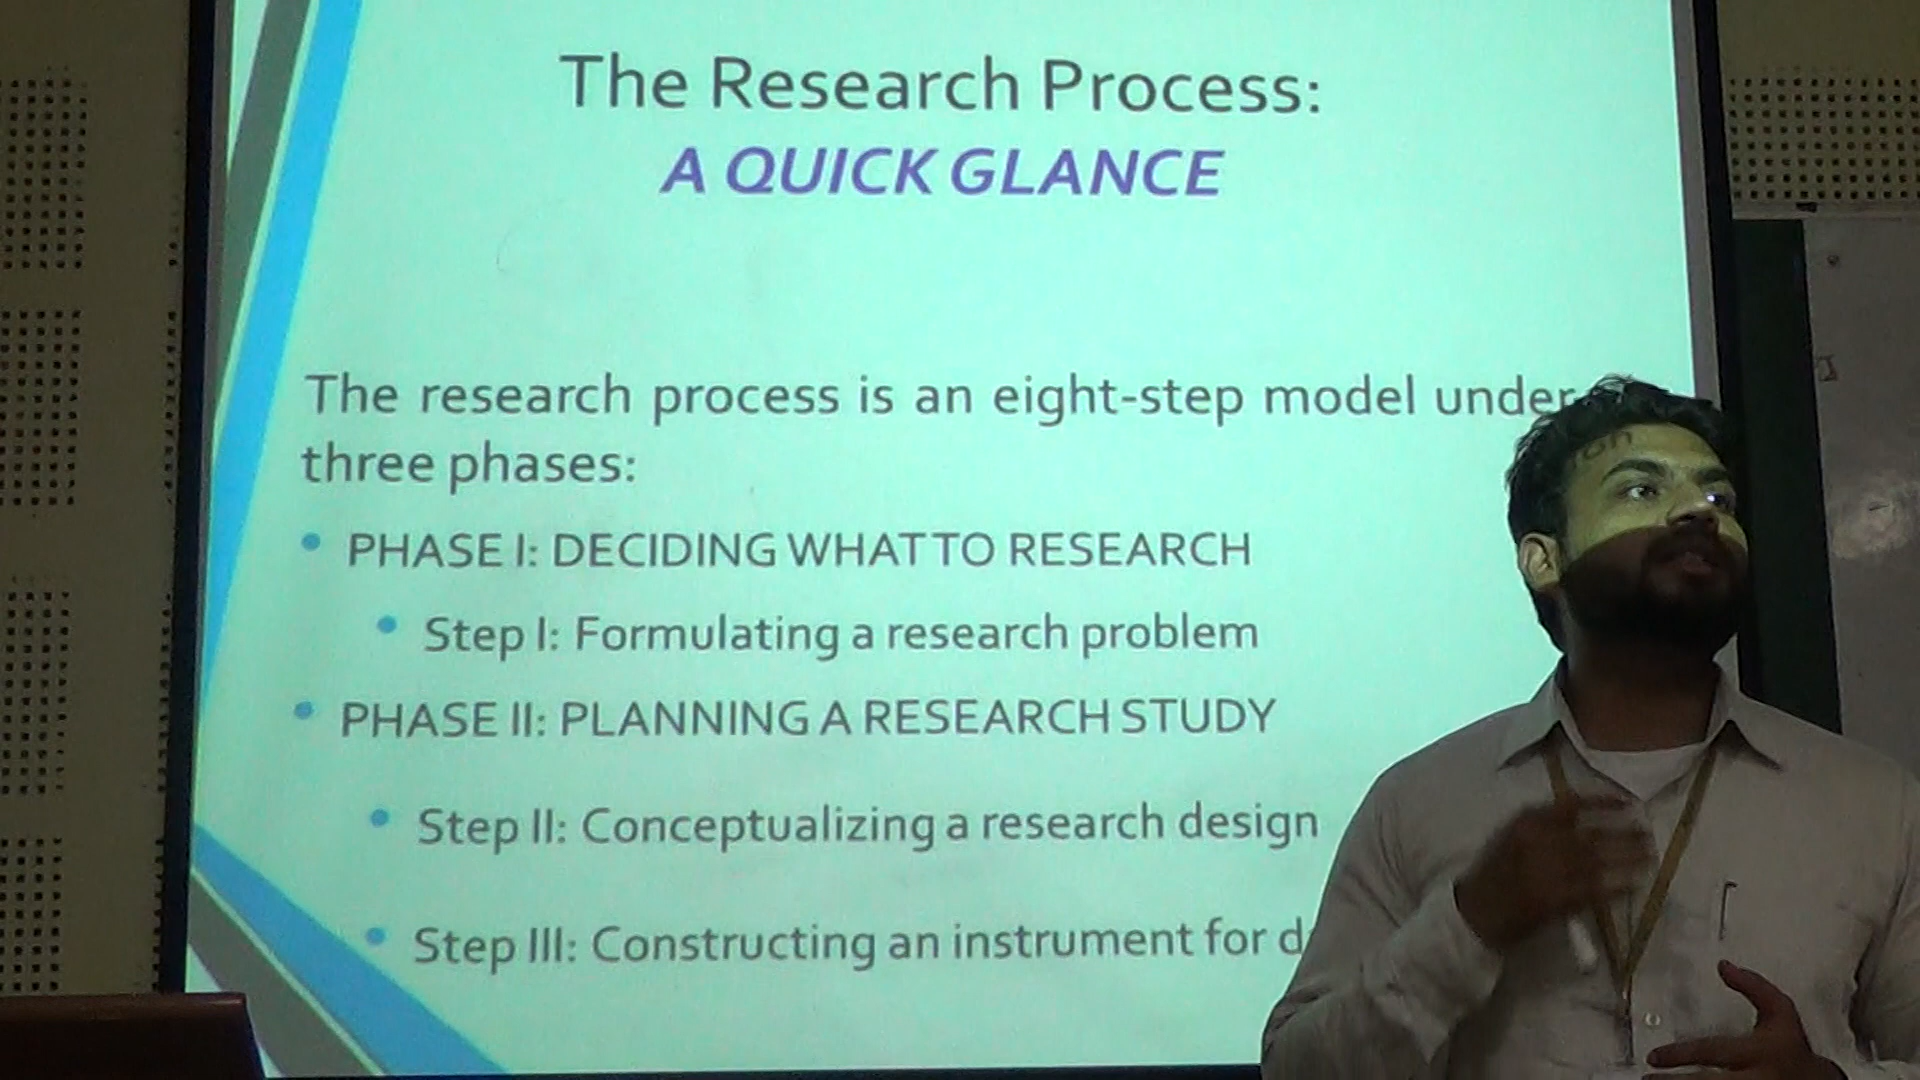 The Research Process:
A QUICK GLANCE
The research process is an eight-step model under
three phases:
PHASE I: DECIDING WHAT TO RESEARCH
Step I: Formulating a research problem
PHASE II: PLANNING A RESEARCH STUDY
Step II: Conceptualizing a research design
Step III: Constructing an instrument for